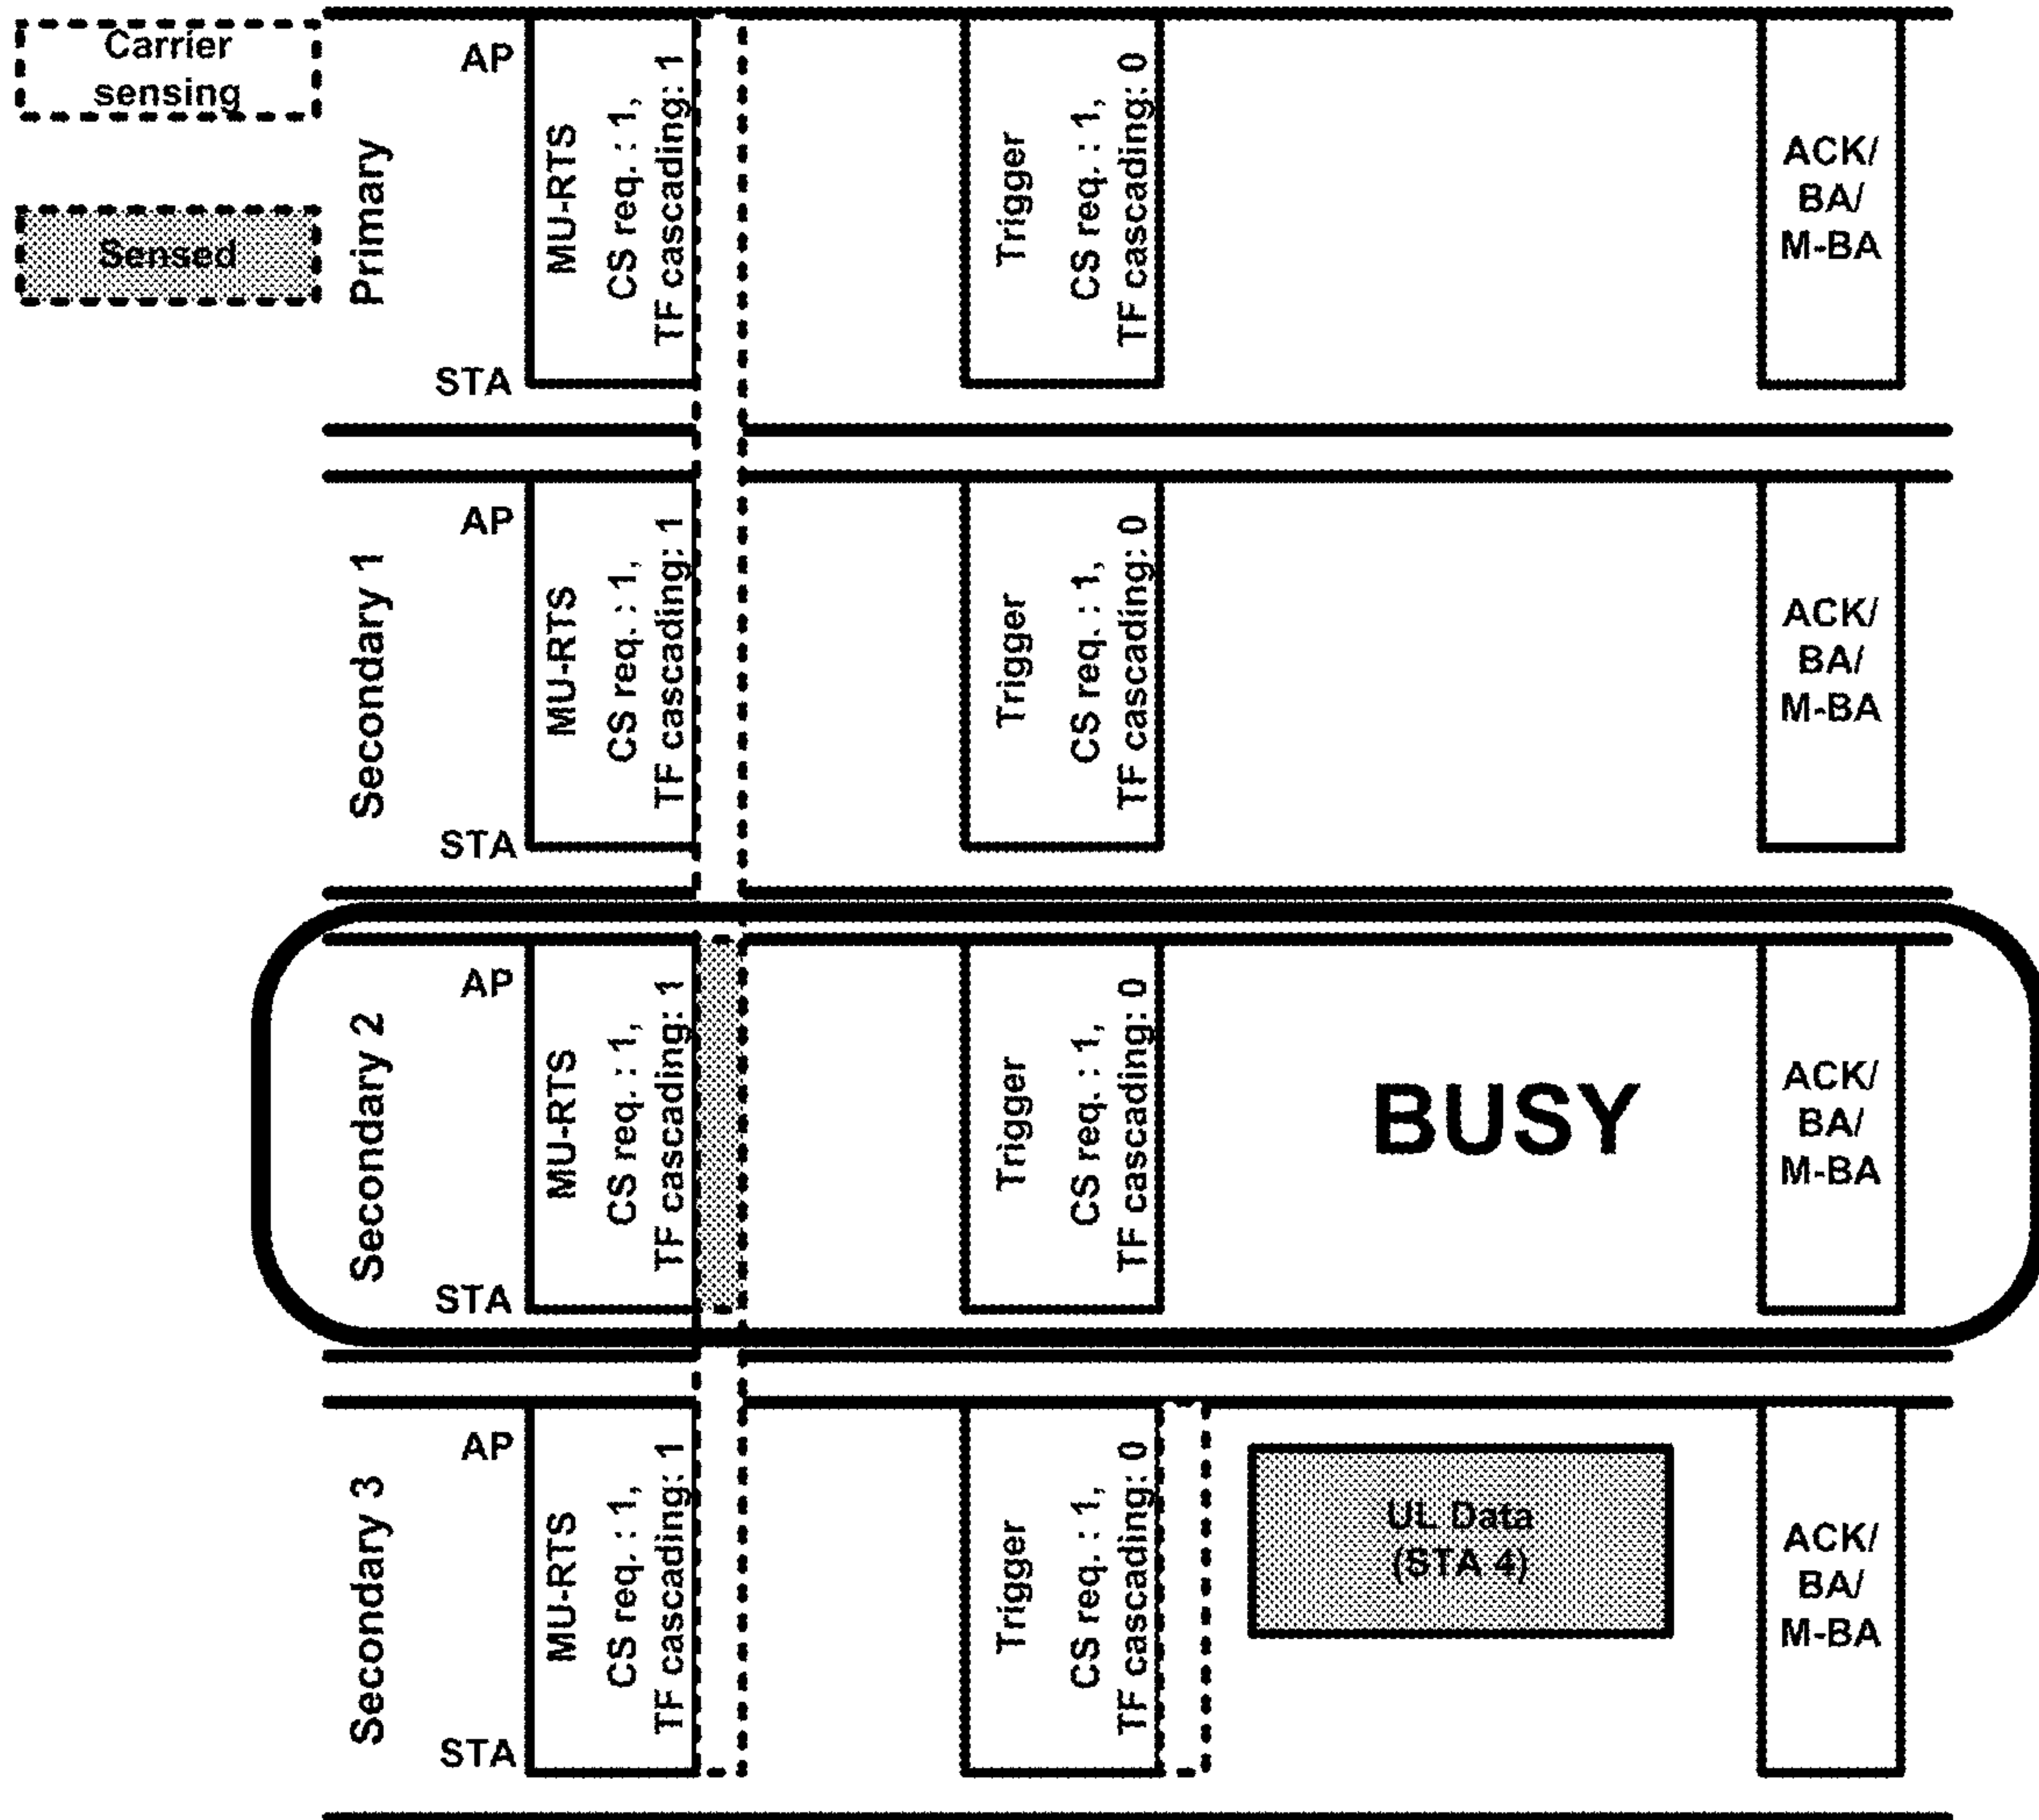 Carrier
sensing
Sensed
Primary
AP
STA
MU-RTS
CS req. : 1,
TF cascading: 1
Trigger
CS req. : 1,
TF cascading: 0
ACK/
BA/
M-BA
Secondary 1
AP
STA
MU-RTS
CS req. : 1,
TF cascading: 1
Trigger
CS req. : 1,
TF cascading: 0
ACK/
BA/
M-BA
Secondary 2
AP
STA
MU-RTS
CS req. : 1,
TF cascading: 1
Trigger
CS req. : 1,
TF cascading: 0
BUSY
ACK/
BA/
M-BA
Secondary 3
AP
STA
MU-RTS
CS req. : 1,
TF cascading: 1
Trigger
CS req. : 1,
TF cascading: 0
UL Data
(STA 4)
ACK/
BA/
M-BA